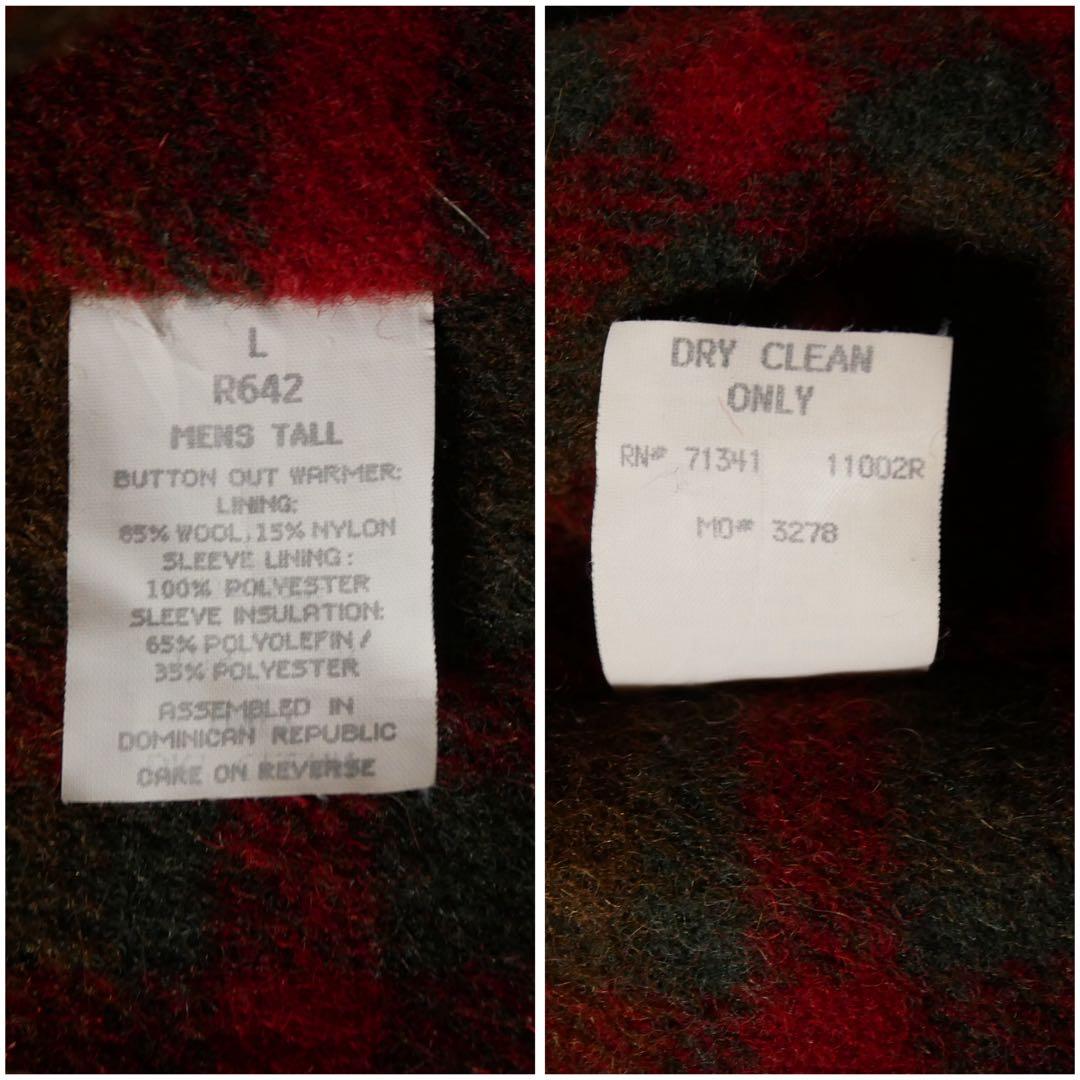 L
R642
MENS TALL
BUTTON OUT WARMER:
LINING:
85% WOOL, 15% NYLON
SLEEVE LINING:
100% POLYESTER
SLEEVE INSULATION:
65% POLYOLEFIN /
35% POLYESTER
ASSEMBLED IN
DOMINICAN REPUBLIC
CARE ON REVERSE
DRY CLEAN
ONLY
RN# 71341 11002R
MO# 3278